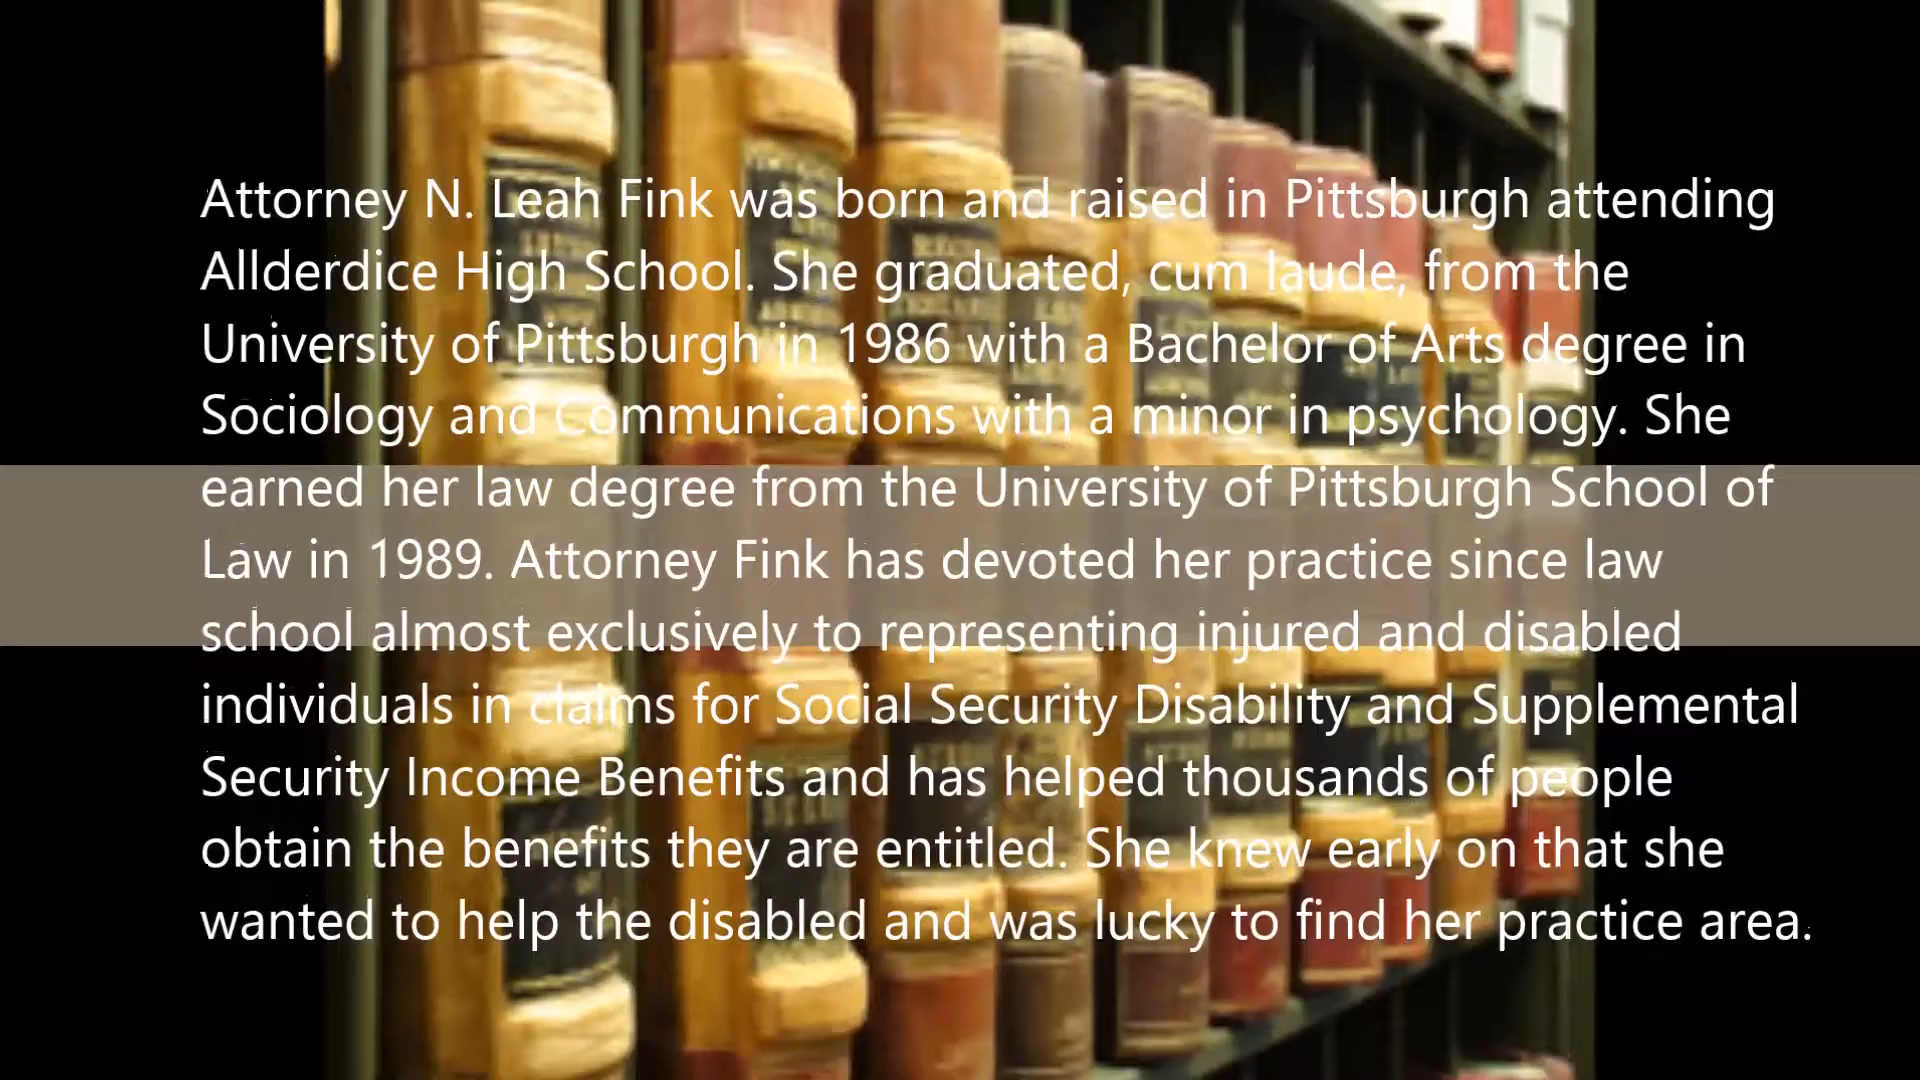 Attorney N. Leah Fink was born and raised in Pittsburgh attending
Allderdice High School. She graduated, cum laude, from the
University of Pittsburgh in 1986 with a Bachelor of Arts degree in
Sociology and Communications with a minor in psychology. She
earned her law degree from the University of Pittsburgh School of
Law in 1989. Attorney Fink has devoted her practice since law
school almost exclusively to representing injured and disabled
individuals in claims for Social Security Disability and Supplemental
Security Income Benefits and has helped thousands of people
obtain the benefits they are entitled. She knew early on that she
wanted to help the disabled and was lucky to find her practice area.